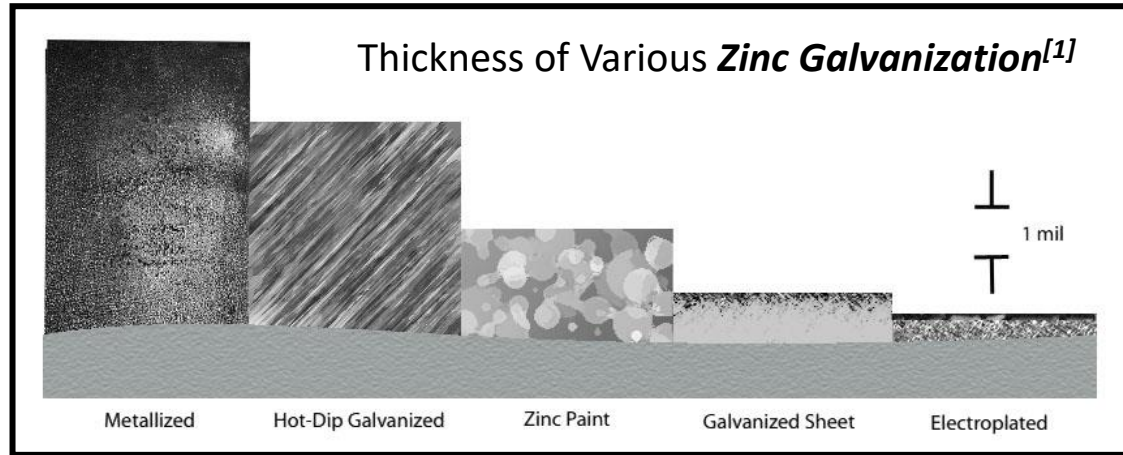 Thickness of Various Zinc Galvanization[1]
1 mil
Metallized
Hot-Dip Galvanized
Zinc Paint
Galvanized Sheet
Electroplated